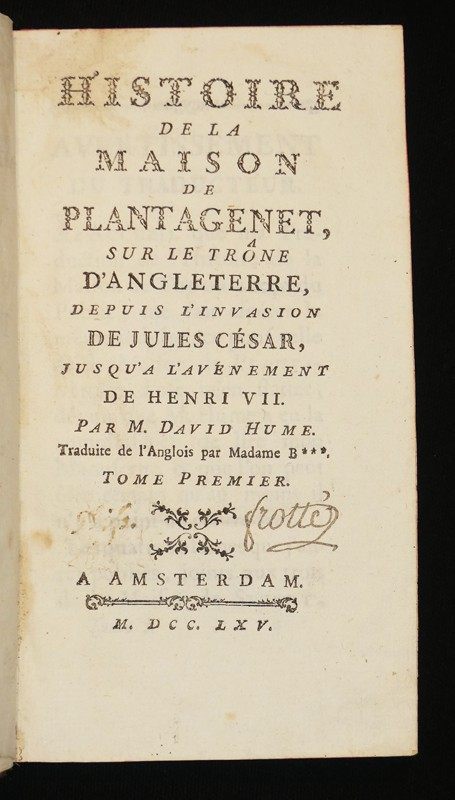 HISTOIRE
DE LA
MAISON
DE
PLANTAGENET,
SUR LE TRÔNE
D'ANGLETERRE,
DEPUIS L'INVASION
DE JULES CÉSAR,
JUSQU'A L'AVÉNEMENT
DE HENRI VII.
PAR M. DAVID HUME.
Traduite de l'Anglois par Madame B***.
TOME PREMIER.
frotté
A AMSTERDAM.
M. DCC. LXV.